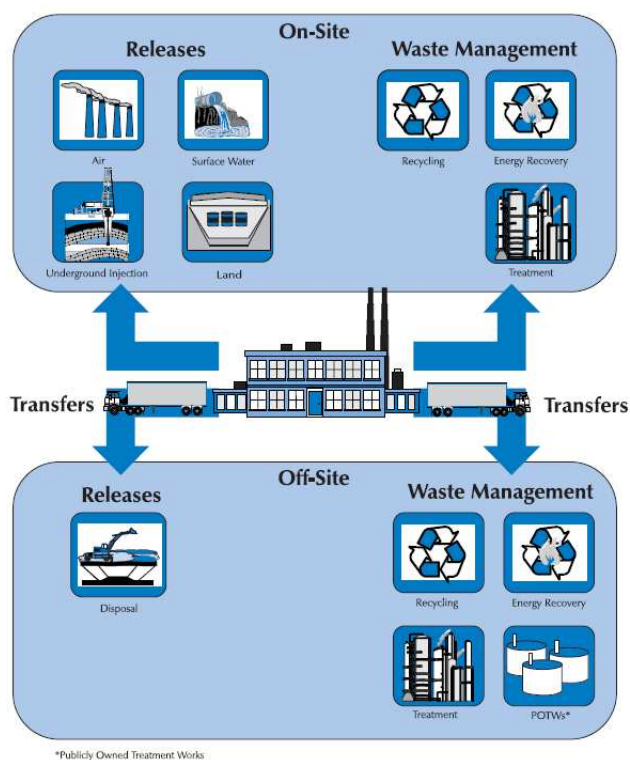 On-Site
Releases
Waste Management
Air
Surface Water
Recycling
Energy Recovery
Underground Injection
Land
Treatment
Transfers
Transfers
Off-Site
Releases
Waste Management
Disposal
Recycling
Energy Recovery
Treatment
POTWs*
*Publicly Owned Treatment Works